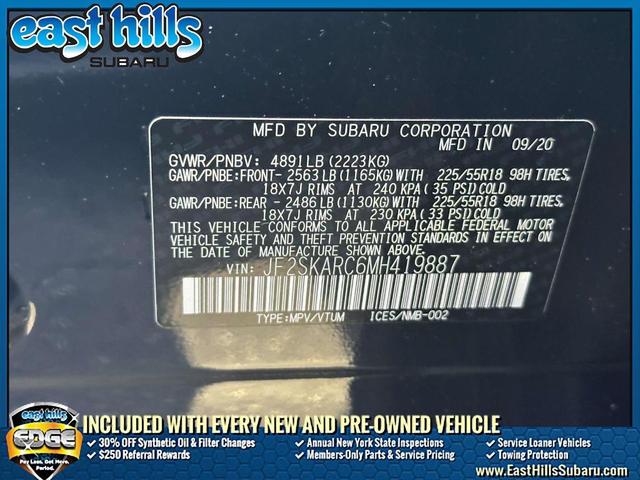 east hills
SUBARU
MFD BY SUBARU CORPORATION
MFD IN 09/20
GVWR/PNBV: 4891LB(2223KG)
GAWR/PNBE:FRONT- 2563 LB(1165KG)WITH 225/55R18 98H TIRES,
18X7J RIMS AT 240 KPA( 35 PSI)COLD
GAWR/PNBE:REAR - 2486 LB(1130KG)WITH 225/55R18 98H TIRES,
18X7J RIMS AT 230 KPA( 33 PSI)COLD
THIS VEHICLE CONFORMS TO ALL APPLICABLE FEDERAL MOTOR
VEHICLE SAFETY AND THEFT PREVENTION STANDARDS IN EFFECT ON
THE DATE OF MANUFACTURE SHOWN ABOVE.
VIN: JF2SKARC6MH419887
TYPE:MPV/VTUM ICES/NMB-002
east hills
EDGE
Pay Less. Get More.
Period.
INCLUDED WITH EVERY NEW AND PRE-OWNED VEHICLE
✓ 30% OFF Synthetic Oil & Filter Changes ✓ Annual New York State Inspections ✓ Service Loaner Vehicles
✓ $250 Referral Rewards ✓ Members-Only Parts & Service Pricing ✓ Towing Protection
www.EastHillsSubaru.com